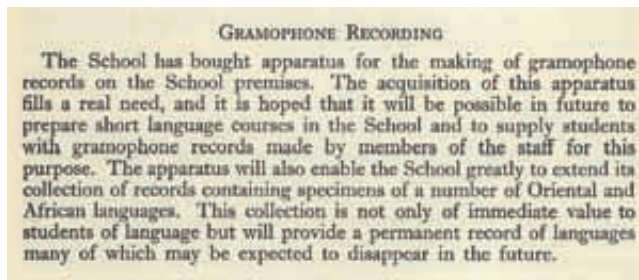 Gramophone Recording
The School has bought apparatus for the making of gramophone
records on the School premises. The acquisition of this apparatus
fills a real need, and it is hoped that it will be possible in future to
prepare short language courses in the School and to supply students
with gramophone records made by members of the staff for this
purpose. The apparatus will also enable the School greatly to extend its
collection of records containing specimens of a number of Oriental and
African languages. This collection is not only of immediate value to
students of language but will provide a permanent record of languages
many of which may be expected to disappear in the future.